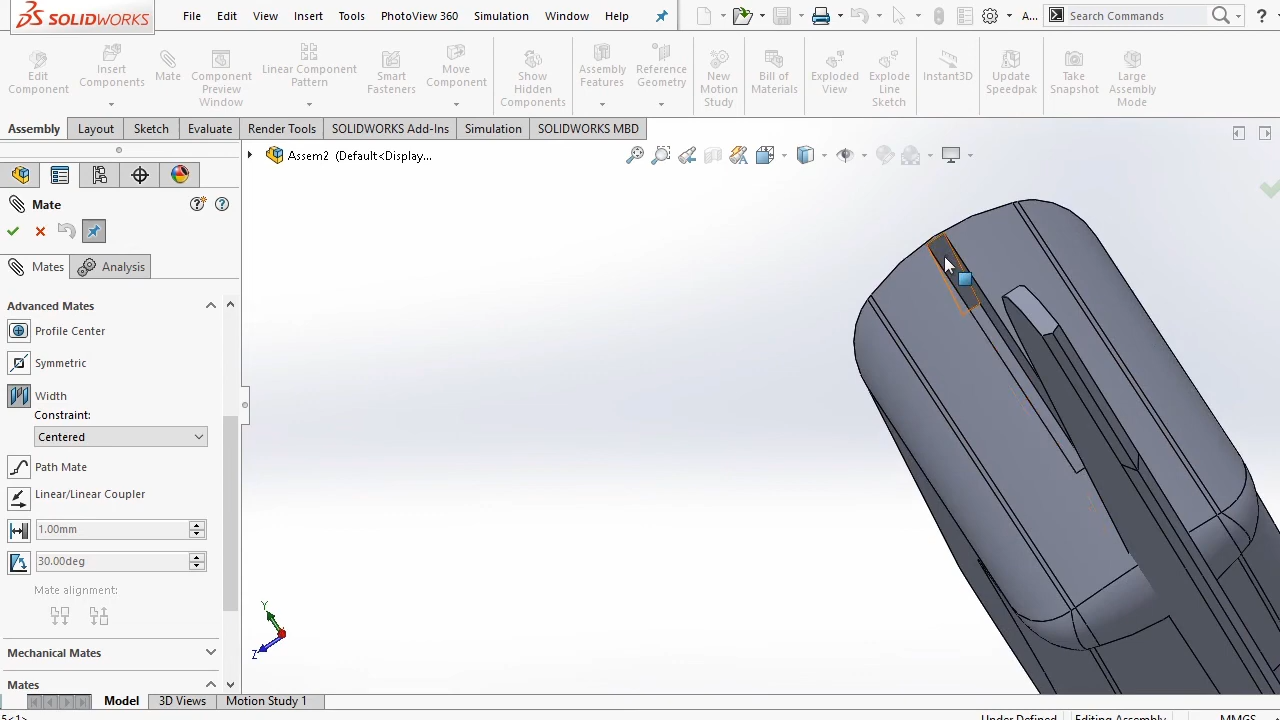 SOLIDWORKS
File Edit View Insert Tools PhotoView 360 Simulation Window Help
A...
Search Commands
?
Edit Component
Insert Components
Mate
Component Preview Window
Linear Component Pattern
Smart Fasteners
Move Component
Show Hidden Components
Assembly Features
Reference Geometry
New Motion Study
Bill of Materials
Exploded View
Explode Line Sketch
Instant3D
Update Speedpak
Take Snapshot
Large Assembly Mode
Assembly Layout Sketch Evaluate Render Tools SOLIDWORKS Add-Ins Simulation SOLIDWORKS MBD
Assem2 (Default<Display...
Mate
Mates Analysis
Advanced Mates
Profile Center
Symmetric
Width
Constraint:
Centered
Path Mate
Linear/Linear Coupler
1.00mm
30.00deg
Mate alignment:
Mechanical Mates
Mates
Y
Z
Model 3D Views Motion Study 1
5<1>
Under Defined Editing Assembly MMGS